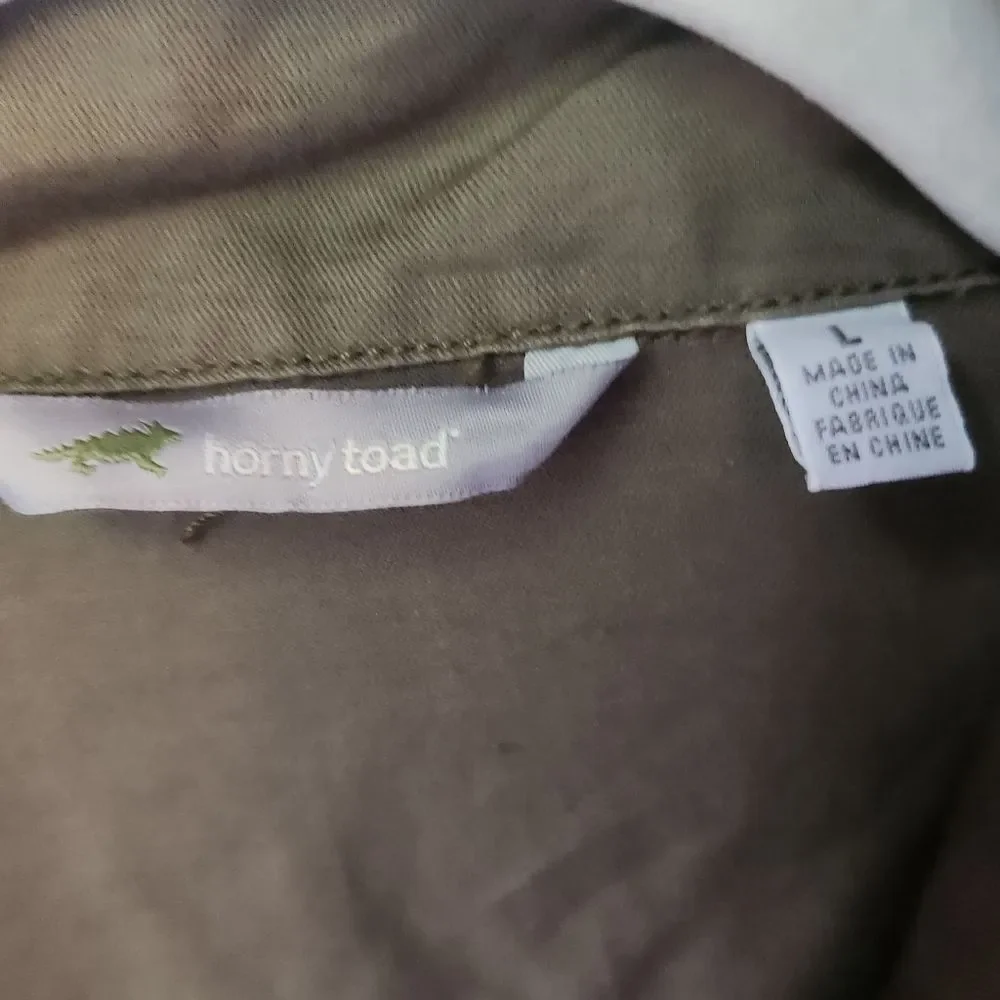 horny toad
L
MADE IN
CHINA
FABRIQUE
EN CHINE